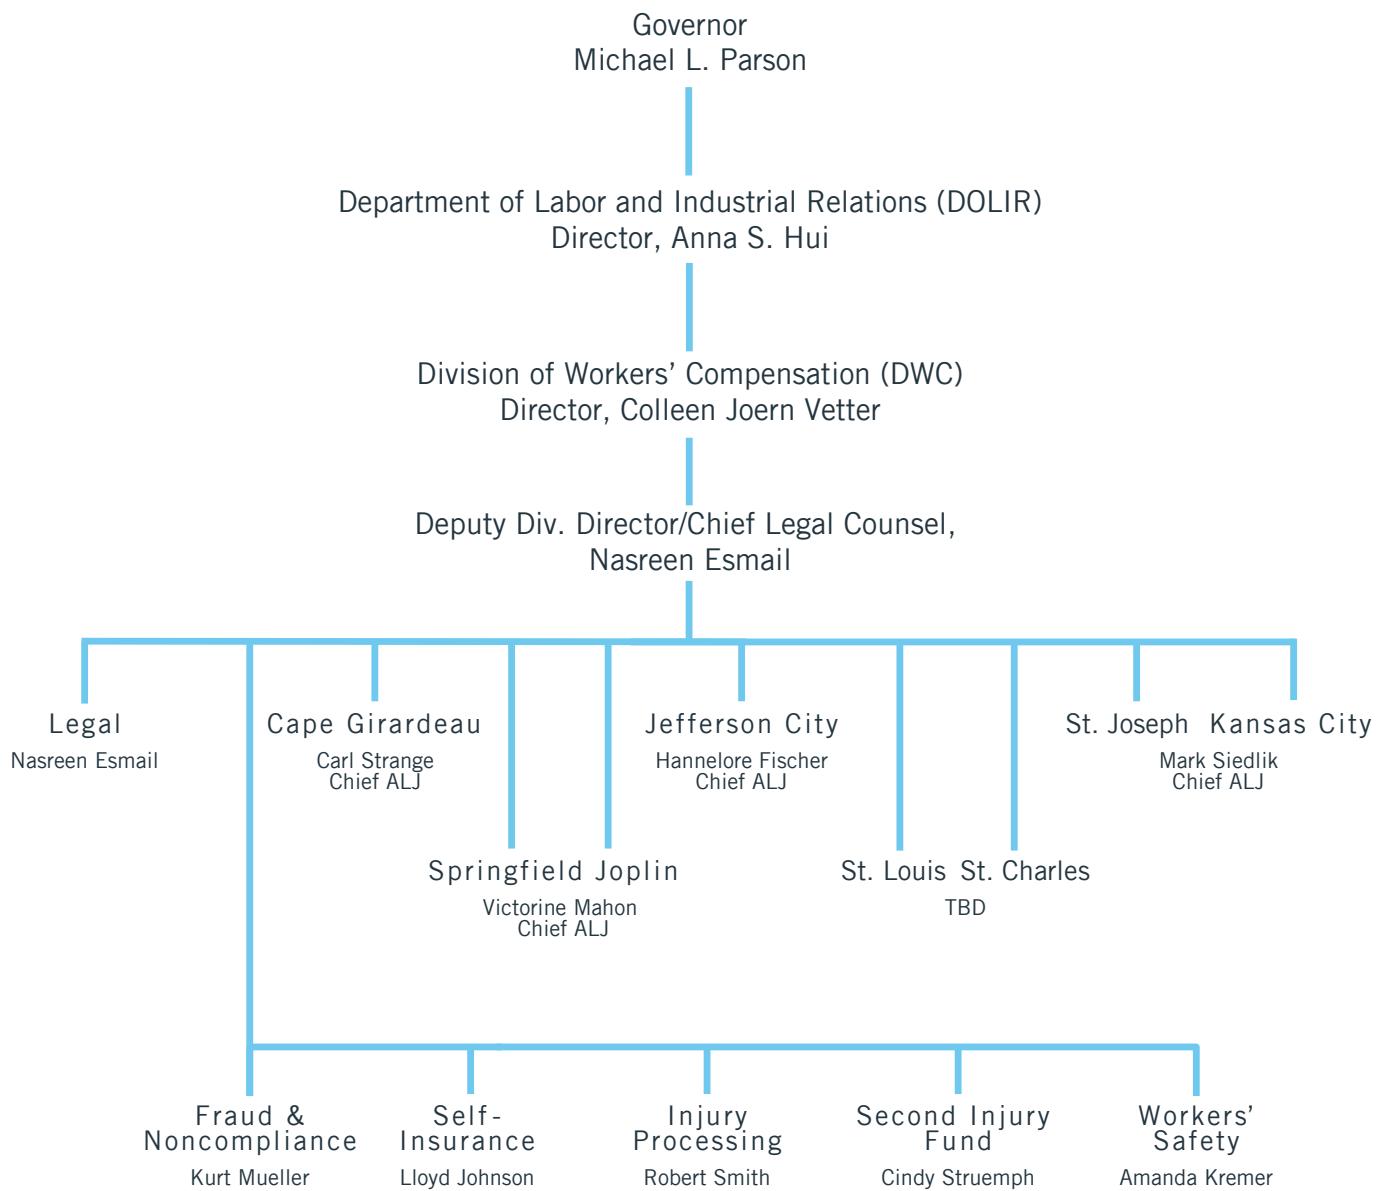 Governor
Michael L. Parson
Department of Labor and Industrial Relations (DOLIR)
Director, Anna S. Hui
Division of Workers’ Compensation (DWC)
Director, Colleen Joern Vetter
Deputy Div. Director/Chief Legal Counsel,
Nasreen Esmail
Legal
Nasreen Esmail
Cape Girardeau
Carl Strange
Chief ALJ
Jefferson City
Hannelore Fischer
Chief ALJ
St. Joseph Kansas City
Mark Siedlik
Chief ALJ
Springfield Joplin
Victorine Mahon
Chief ALJ
St. Louis St. Charles
TBD
Fraud &
Noncompliance
Kurt Mueller
Self-
Insurance
Lloyd Johnson
Injury
Processing
Robert Smith
Second Injury
Fund
Cindy Struemph
Workers’
Safety
Amanda Kremer